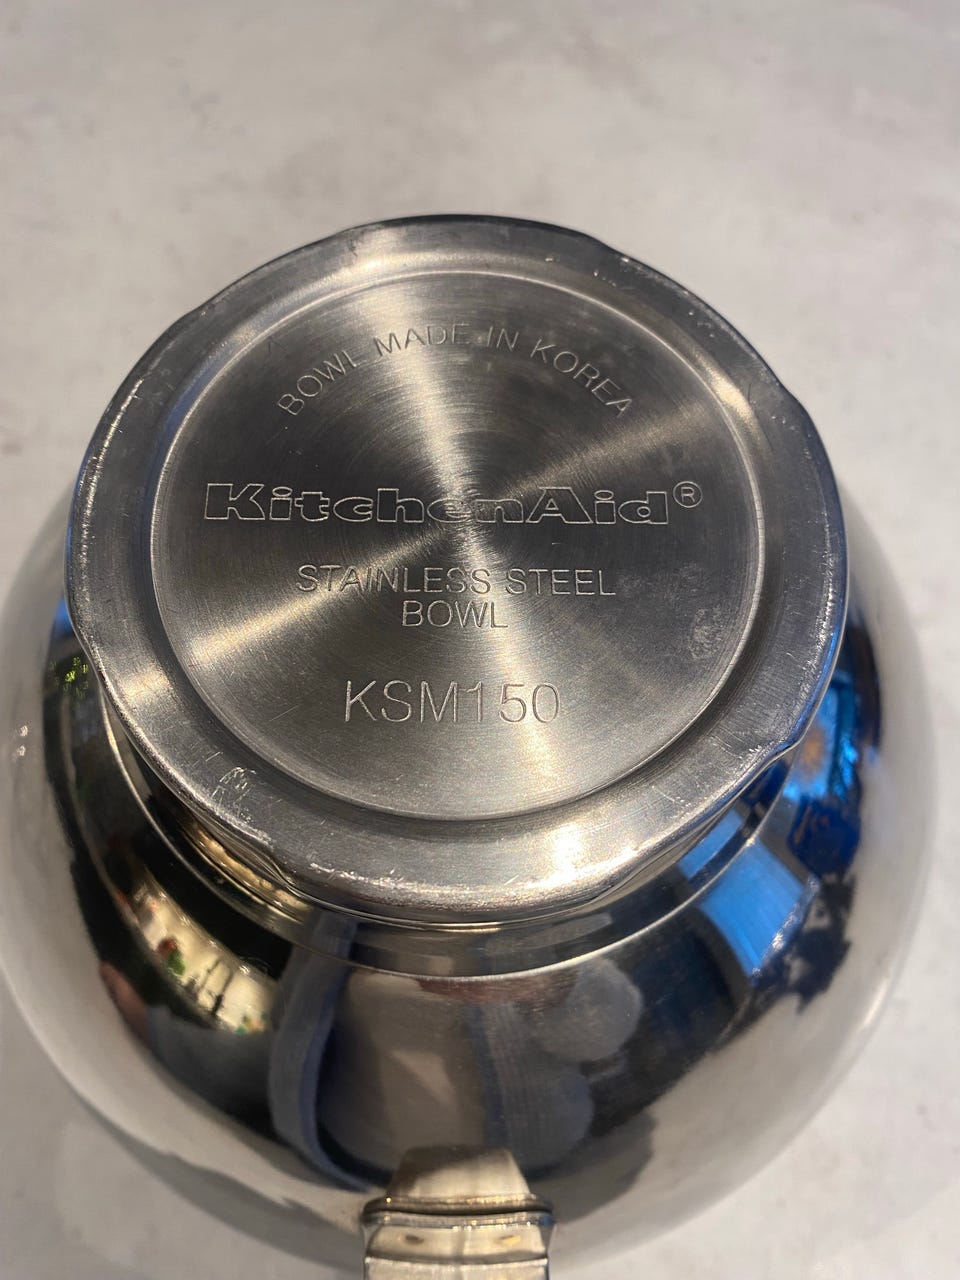 BOWL MADE IN KOREA
KitchenAid®
STAINLESS STEEL
BOWL
KSM150